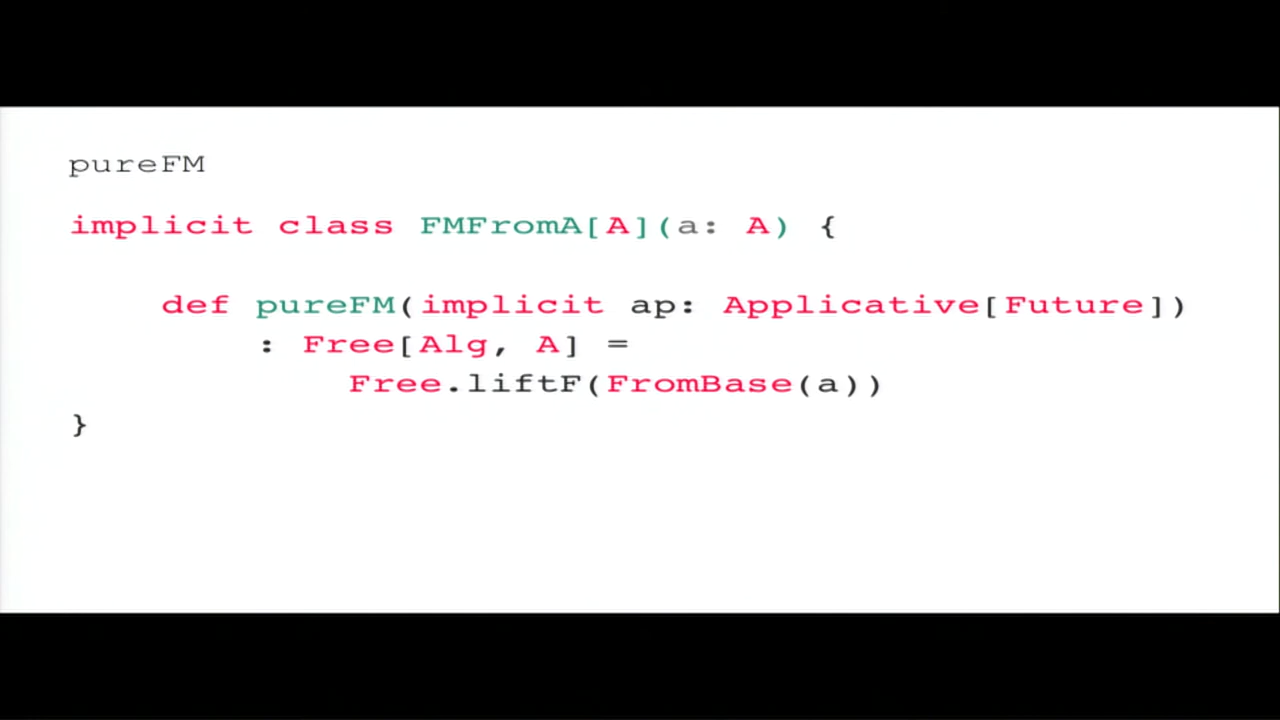 pureFM
implicit class FMFromA[A](a: A) {
def pureFM(implicit ap: Applicative[Future])
: Free[Alg, A] =
Free.liftF(FromBase(a))
}